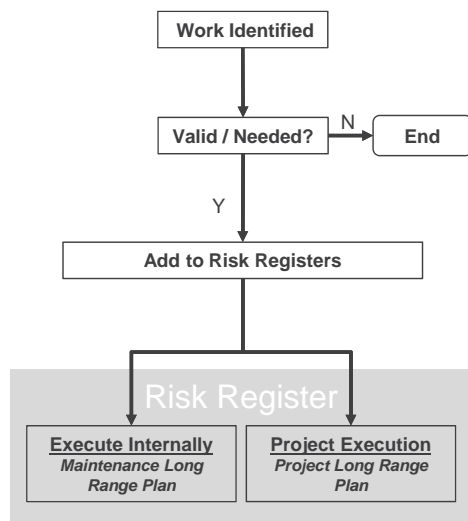 Work Identified
Valid / Needed?
N
End
Y
Add to Risk Registers
Risk Register
Execute Internally
Maintenance Long
Range Plan
Project Execution
Project Long Range
Plan